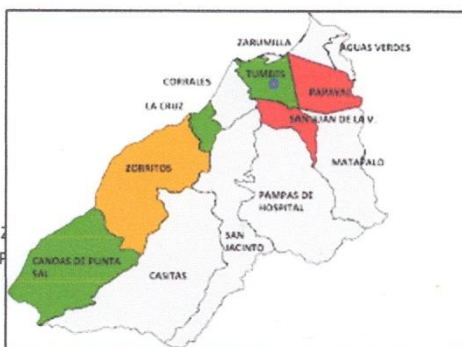 ZARUMILLA
AGUAS VERDES
CORRALES
TUMBES
PAPAYAL
LA CRUZ
SAN JUAN DE LA V.
ZORRITOS
MATAPALO
PAMPAS DE
HOSPITAL
SAN
JACINTO
CANOAS DE PUNTA
SAL
CASITAS